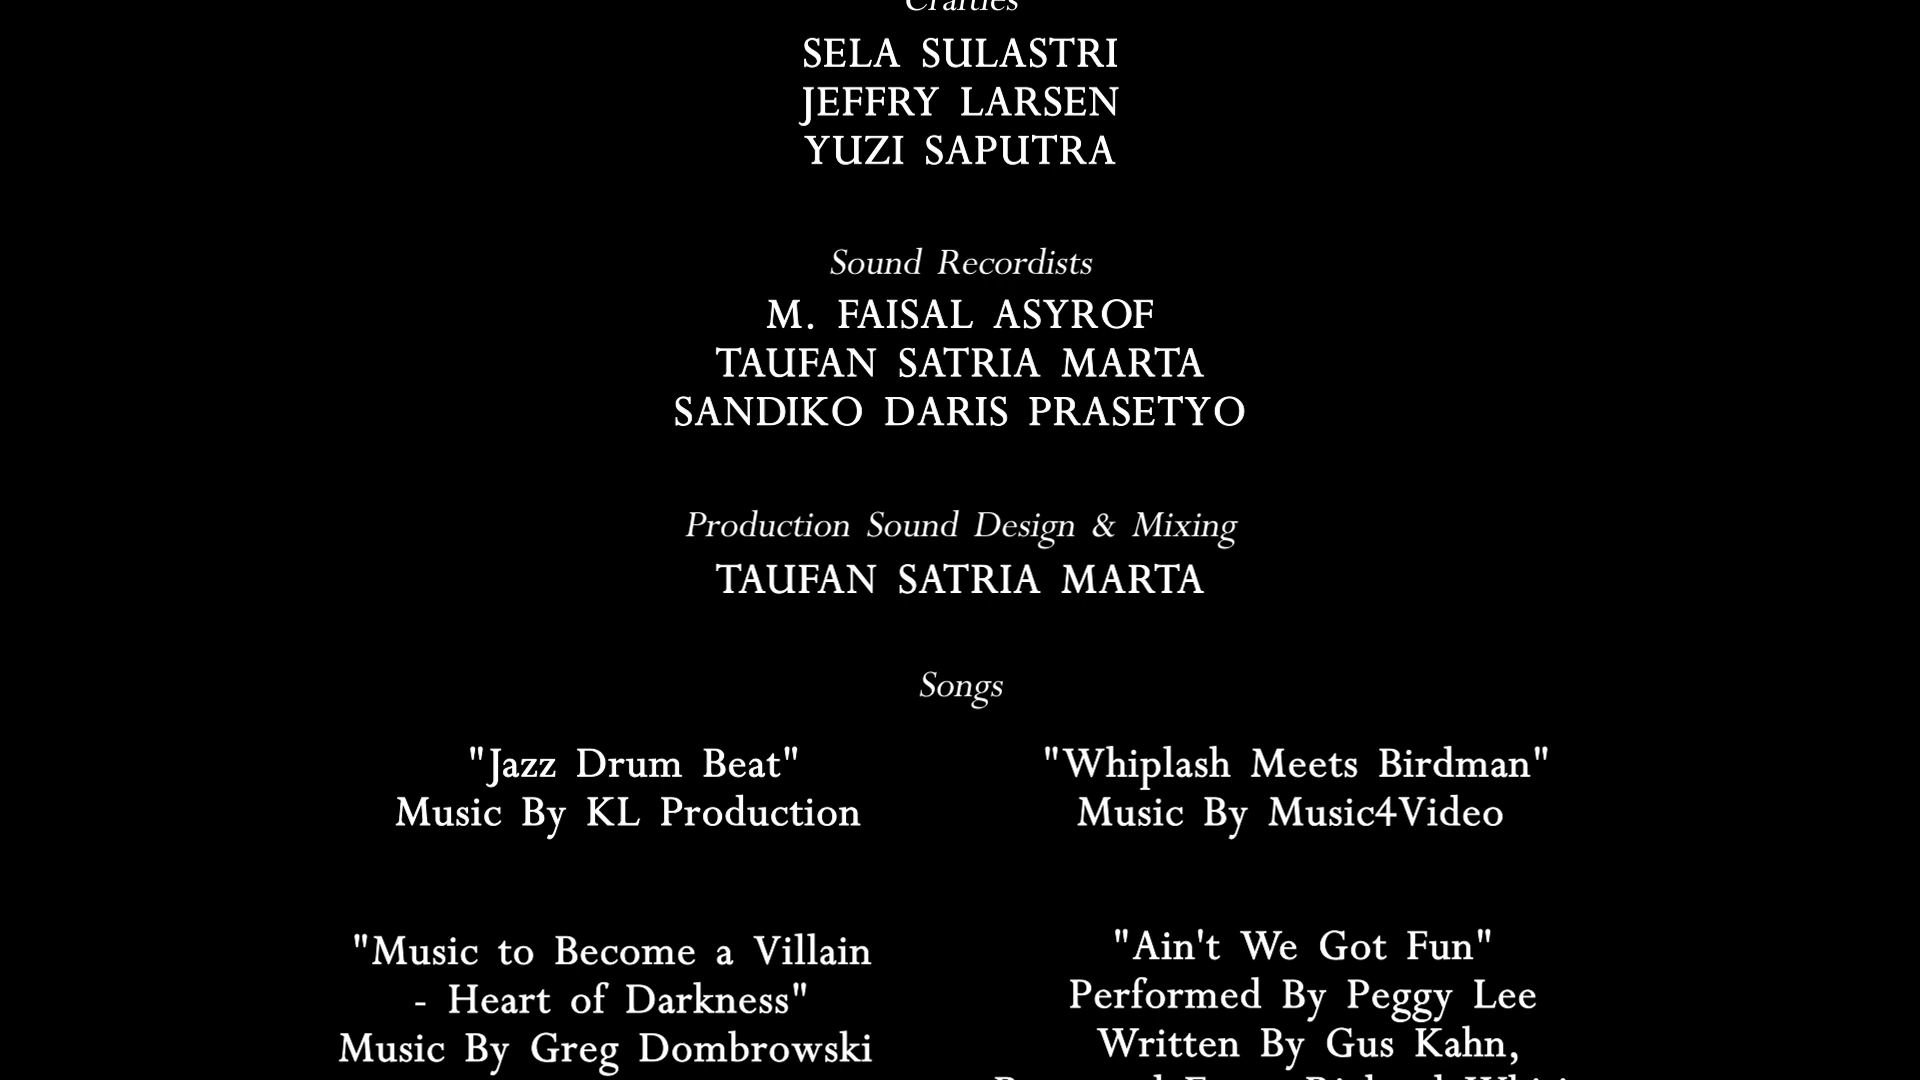 Crafties
SELA SULASTRI
JEFFRY LARSEN
YUZI SAPUTRA
Sound Recordists
M. FAISAL ASYROF
TAUFAN SATRIA MARTA
SANDIKO DARIS PRASETYO
Production Sound Design & Mixing
TAUFAN SATRIA MARTA
Songs
"Jazz Drum Beat"
Music By KL Production
"Whiplash Meets Birdman"
Music By Music4Video
"Music to Become a Villain
- Heart of Darkness"
Music By Greg Dombrowski
"Ain't We Got Fun"
Performed By Peggy Lee
Written By Gus Kahn,